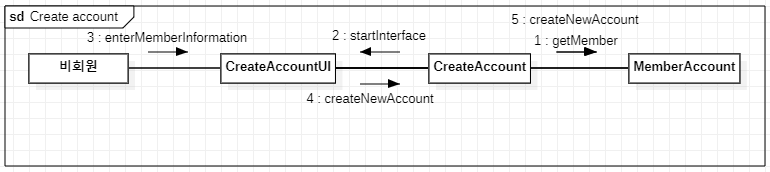 sd Create account
5 : createNewAccount
3 : enterMemberInformation
2 : startInterface
1 : getMember
비회원
CreateAccountUI
CreateAccount
MemberAccount
4 : createNewAccount